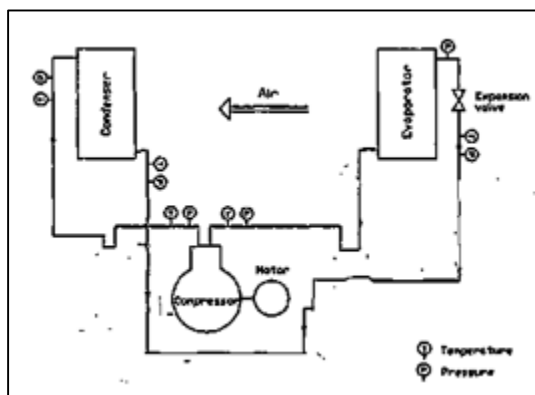 Condenser
Air
Evaporator
P
Expansion
valve
T
P
T
P
Motor
Compressor
T Temperature
P Pressure